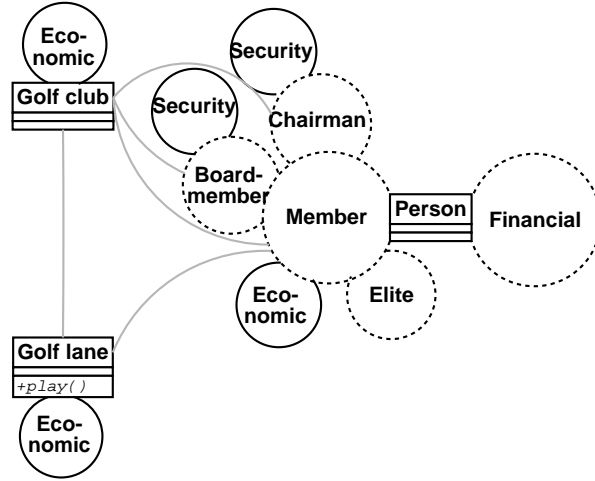 Eco-
nomic
Golf club
Security
Security
Chairman
Board-
member
Member
Person
Financial
Eco-
nomic
Elite
Golf lane
+play()
Eco-
nomic